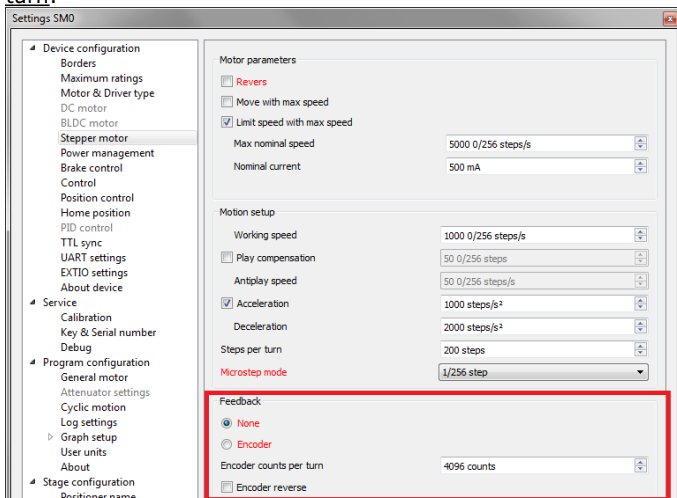 turn.
Settings SM0
Device configuration
Borders
Maximum ratings
Motor & Driver type
DC motor
BLDC motor
Stepper motor
Power management
Brake control
Control
Position control
Home position
PID control
TTL sync
UART settings
EXTIO settings
About device
Service
Calibration
Key & Serial number
Debug
Program configuration
General motor
Attenuator settings
Cyclic motion
Log settings
Graph setup
User units
About
Stage configuration
Positioner name
Motor parameters
Revers
Move with max speed
Limit speed with max speed
Max nominal speed 5000 0/256 steps/s
Nominal current 500 mA
Motion setup
Working speed 1000 0/256 steps/s
Play compensation 50 0/256 steps
Antiplay speed 50 0/256 steps/s
Acceleration 1000 steps/s²
Deceleration 2000 steps/s²
Steps per turn 200 steps
Microstep mode 1/256 step
Feedback
None
Encoder
Encoder counts per turn 4096 counts
Encoder reverse